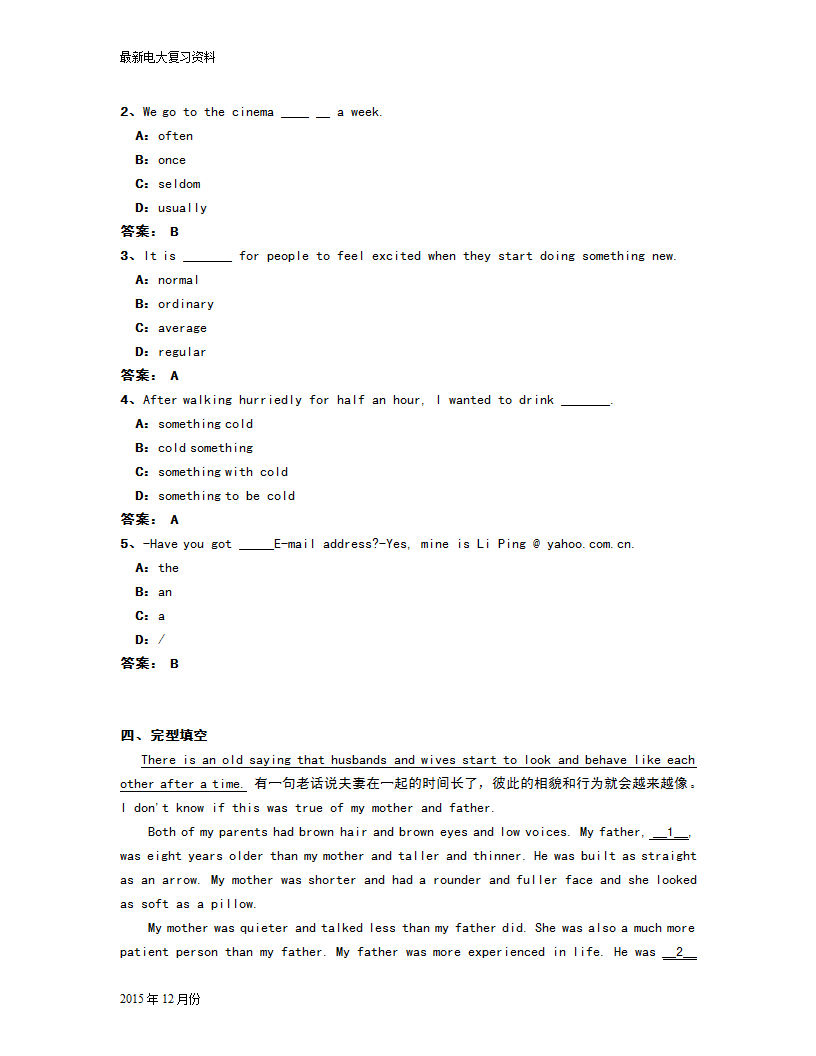 最新电大复习资料
2、We go to the cinema ____ __ a week.
A：often
B：once
C：seldom
D：usually
答案： B
3、It is _______ for people to feel excited when they start doing something new.
A：normal
B：ordinary
C：average
D：regular
答案： A
4、After walking hurriedly for half an hour, I wanted to drink _______.
A：something cold
B：cold something
C：something with cold
D：something to be cold
答案： A
5、-Have you got _____E-mail address?-Yes, mine is Li Ping @ yahoo.com.cn.
A：the
B：an
C：a
D：/
答案： B
四、完型填空
There is an old saying that husbands and wives start to look and behave like each
other after a time. 有一句老话说夫妻在一起的时间长了，彼此的相貌和行为就会越来越像。
I don't know if this was true of my mother and father.
Both of my parents had brown hair and brown eyes and low voices. My father, __1__,
was eight years older than my mother and taller and thinner. He was built as straight
as an arrow. My mother was shorter and had a rounder and fuller face and she looked
as soft as a pillow.
My mother was quieter and talked less than my father did. She was also a much more
patient person than my father. My father was more experienced in life. He was __2__
2015 年 12 月份